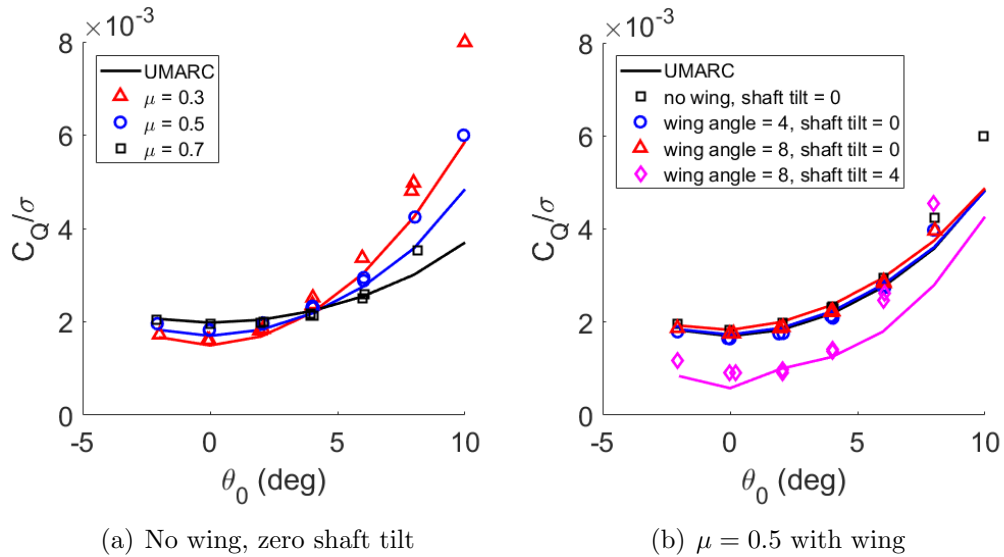 ×10⁻³
8
6
4
2
0
C_Q/σ
-5
0
5
10
θ₀ (deg)
UMARC
μ = 0.3
μ = 0.5
μ = 0.7
(a) No wing, zero shaft tilt
×10⁻³
8
6
4
2
0
C_Q/σ
-5
0
5
10
θ₀ (deg)
UMARC
no wing, shaft tilt = 0
wing angle = 4, shaft tilt = 0
wing angle = 8, shaft tilt = 0
wing angle = 8, shaft tilt = 4
(b) μ = 0.5 with wing